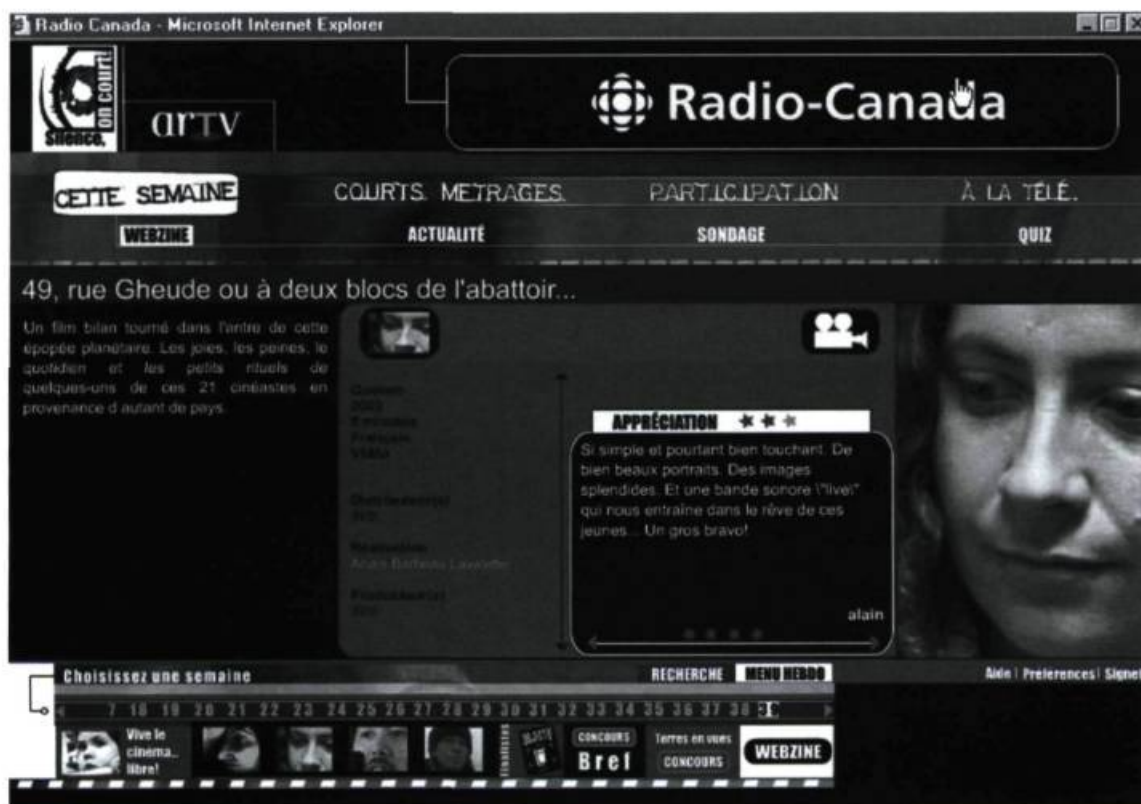 Radio Canada - Microsoft Internet Explorer
Silence, on court!
arTV
Radio-Canada
CETTE SEMAINE COURTS METRAGES PARTICIPATION À LA TÉLÉ
WEBZINE ACTUALITÉ SONDAGE QUIZ
49, rue Gheude ou à deux blocs de l'abattoir...
Un film bilan tourné dans l'antre de cette
épopée planétaire. Les joies, les peines, le
quotidien et les petits rituels de
quelques-uns de ces 21 cinéastes en
provenance d autant de pays.
Français
APPRÉCIATION
Si simple et pourtant bien touchant. De
bien beaux portraits. Des images
splendides. Et une bande sonore \"live\"
qui nous entraîne dans le rêve de ces
jeunes... Un gros bravo!
alain
Choisissez une semaine RECHERCHE MENU HEBDO Aide | Préférences | Signet
7 18 19 20 21 22 23 24 25 26 27 28 29 30 31 32 33 34 35 36 37 38
Vive le
cinema..
libre!
Finalistes
CONCOURS
Bref
Terres en vues
CONCOURS
WEBZINE